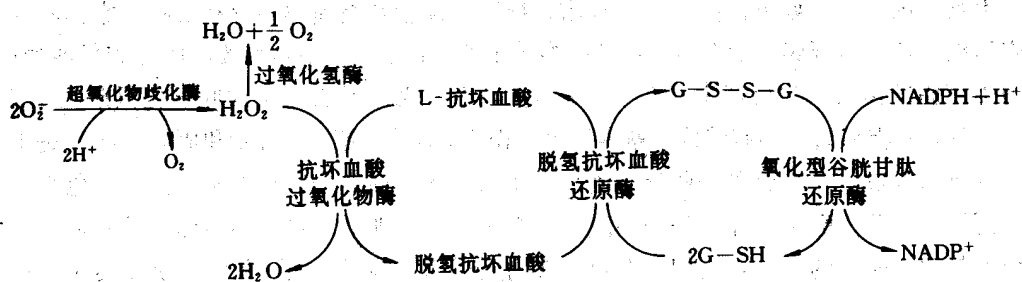 H₂O + 1/2 O₂
过氧化氢酶
超氧化物歧化酶
2O₂⁻
H₂O₂
L-抗坏血酸
G-S-S-G
NADPH+H⁺
2H⁺
O₂
抗坏血酸
过氧化物酶
脱氢抗坏血酸
还原酶
氧化型谷胱甘肽
还原酶
2H₂O
脱氢抗坏血酸
2G-SH
NADP⁺